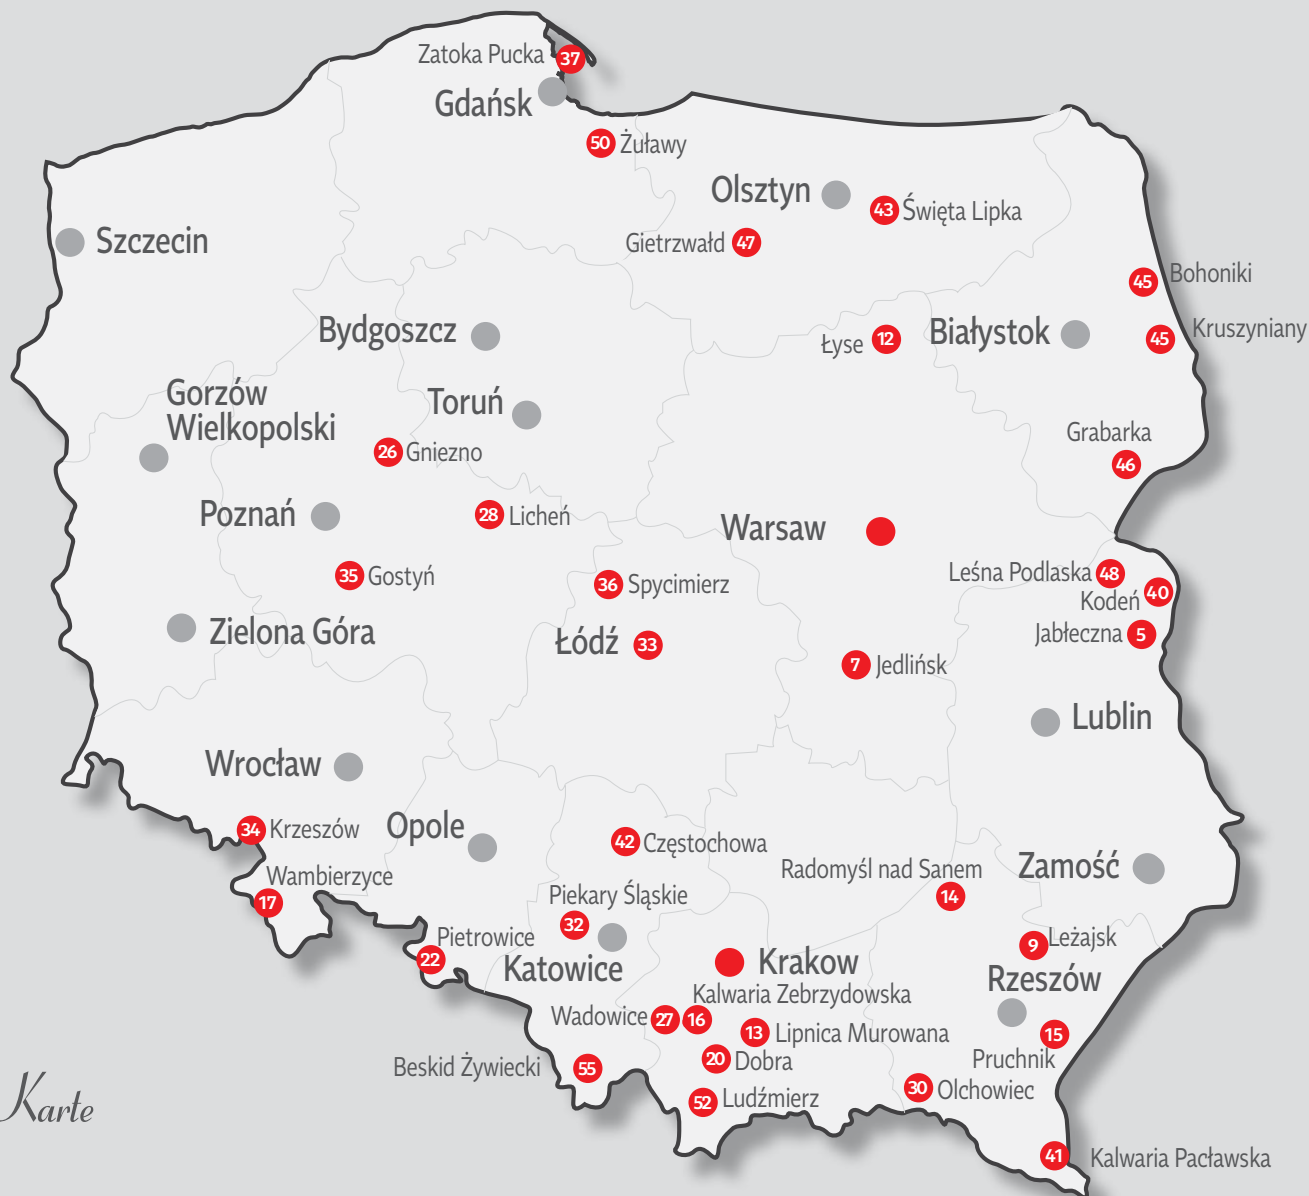 Zatoka Pucka 37
Gdańsk
50 Żuławy
Olsztyn
43 Święta Lipka
Gietrzwałd 47
Szczecin
45 Bohoniki
Bydgoszcz
Łyse 12
Białystok
45 Kruszyniany
Gorzów
Wielkopolski
Toruń
26 Gniezno
Grabarka
46
Poznań
28 Licheń
Warsaw
35 Gostyń
36 Spycimierz
Leśna Podlaska 48
Kodeń 40
Zielona Góra
Łódź 33
Jabłeczna 5
7 Jedlińsk
Lublin
Wrocław
34 Krzeszów
Opole
42 Częstochowa
Wambierzyce
17
Radomyśl nad Sanem
14
Zamość
Piekary Śląskie
32
Pietrowice
22
Katowice
Krakow
9 Leżajsk
Rzeszów
Kalwaria Zebrzydowska
Wadowice 27 16
13 Lipnica Murowana
15
Pruchnik
20 Dobra
Beskid Żywiecki 55
30 Olchowiec
52 Ludźmierz
Karte
41 Kalwaria Pacławska